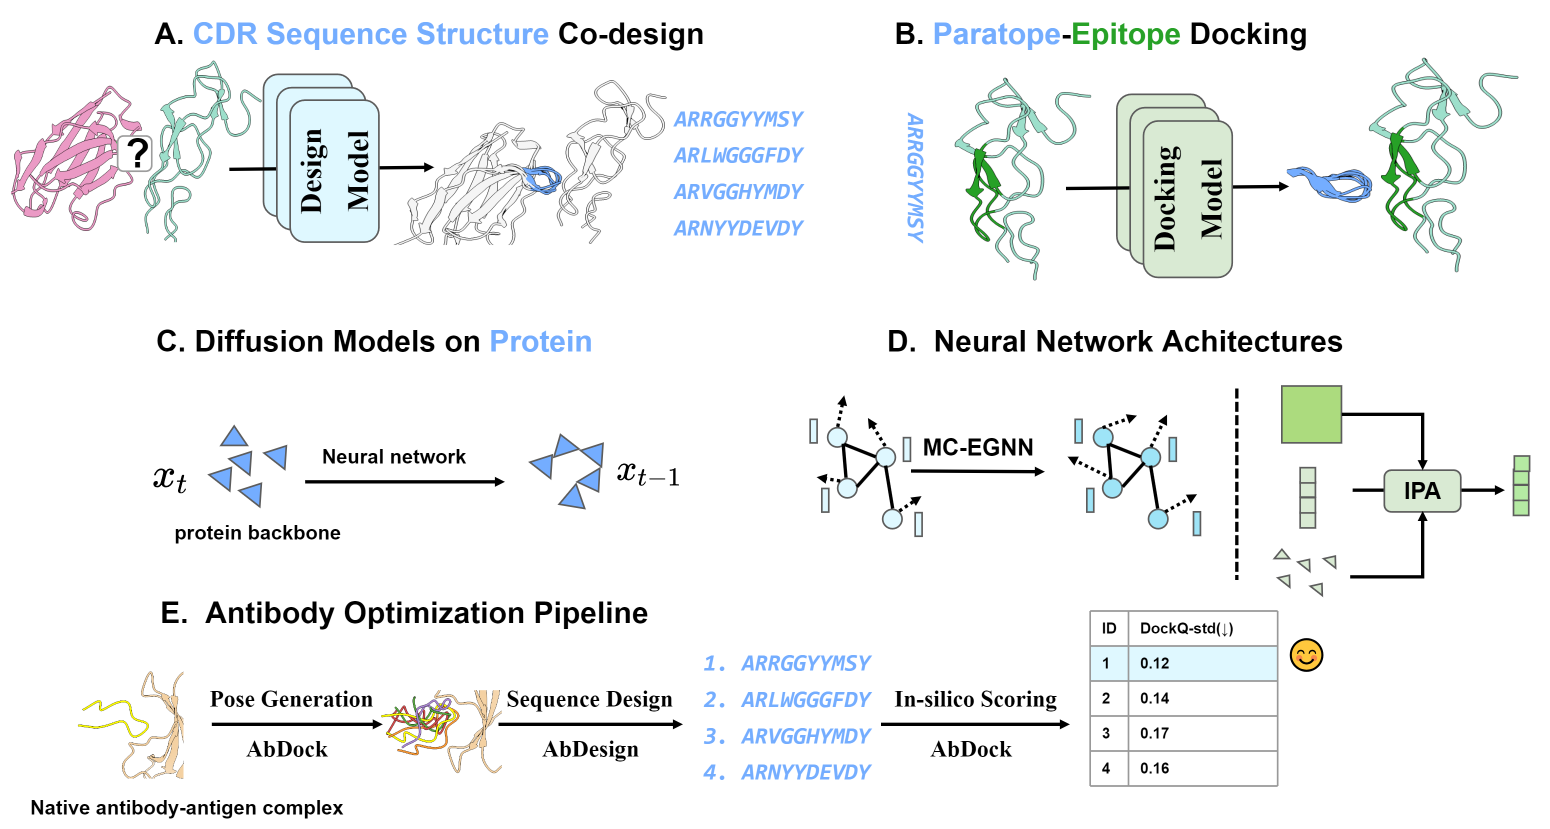 A. CDR Sequence Structure Co-design
?
Design
Model
ARRGGYYMSY
ARLWGGGFDY
ARVGGHYMDY
ARNYYDEVDY
B. Paratope-Epitope Docking
ARRGGYYMSY
Docking
Model
C. Diffusion Models on Protein
x_t
Neural network
x_{t−1}
protein backbone
D. Neural Network Achitectures
MC-EGNN
IPA
E. Antibody Optimization Pipeline
Native antibody-antigen complex
Pose Generation
AbDock
Sequence Design
AbDesign
1. ARRGGYYMSY
2. ARLWGGGFDY
3. ARVGGHYMDY
4. ARNYYDEVDY
In-silico Scoring
AbDock
ID DockQ-std(↓)
1 0.12
2 0.14
3 0.17
4 0.16